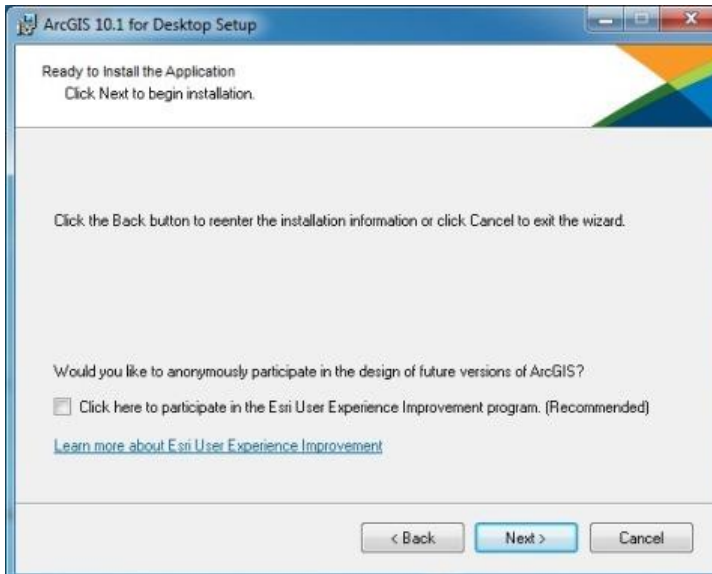 ArcGIS 10.1 for Desktop Setup
Ready to Install the Application
Click Next to begin installation.
Click the Back button to reenter the installation information or click Cancel to exit the wizard.
Would you like to anonymously participate in the design of future versions of ArcGIS?
Click here to participate in the Esri User Experience Improvement program. (Recommended)
Learn more about Esri User Experience Improvement
< Back Next > Cancel